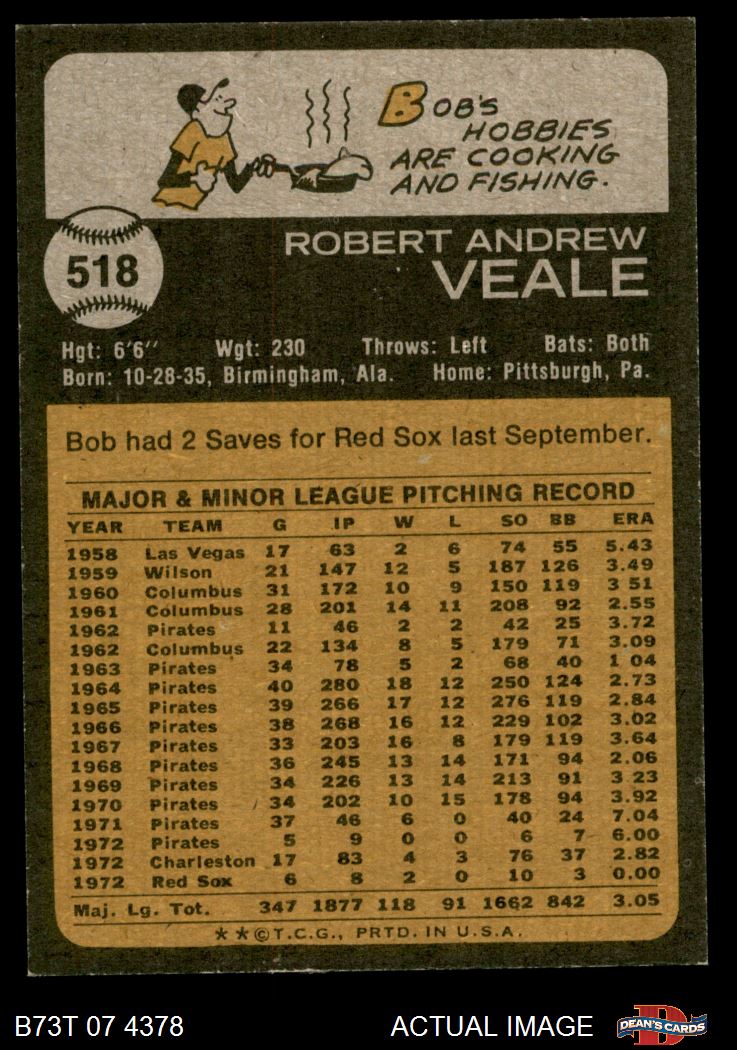 BOB'S
HOBBIES
ARE COOKING
AND FISHING.
518
ROBERT ANDREW
VEALE
Hgt: 6'6" Wgt: 230 Throws: Left Bats: Both
Born: 10-28-35, Birmingham, Ala. Home: Pittsburgh, Pa.
Bob had 2 Saves for Red Sox last September.
MAJOR & MINOR LEAGUE PITCHING RECORD
YEAR TEAM G IP W L SO BB ERA
1958 Las Vegas 17 63 2 6 74 55 5.43
1959 Wilson 21 147 12 5 187 126 3.49
1960 Columbus 31 172 10 9 150 119 3 51
1961 Columbus 28 201 14 11 208 92 2.55
1962 Pirates 11 46 2 2 42 25 3.72
1962 Columbus 22 134 8 5 179 71 3.09
1963 Pirates 34 78 5 2 68 40 1 04
1964 Pirates 40 280 18 12 250 124 2.73
1965 Pirates 39 266 17 12 276 119 2.84
1966 Pirates 38 268 16 12 229 102 3.02
1967 Pirates 33 203 16 8 179 119 3.64
1968 Pirates 36 245 13 14 171 94 2.06
1969 Pirates 34 226 13 14 213 91 3 23
1970 Pirates 34 202 10 15 178 94 3.92
1971 Pirates 37 46 6 0 40 24 7.04
1972 Pirates 5 9 0 0 6 7 6.00
1972 Charleston 17 83 4 3 76 37 2.82
1972 Red Sox 6 8 2 0 10 3 0.00
Maj. Lg. Tot. 347 1877 118 91 1662 842 3.05
**©T.C.G., PRTD. IN U.S.A.
B73T 07 4378 ACTUAL IMAGE
D
DEAN'S CARDS